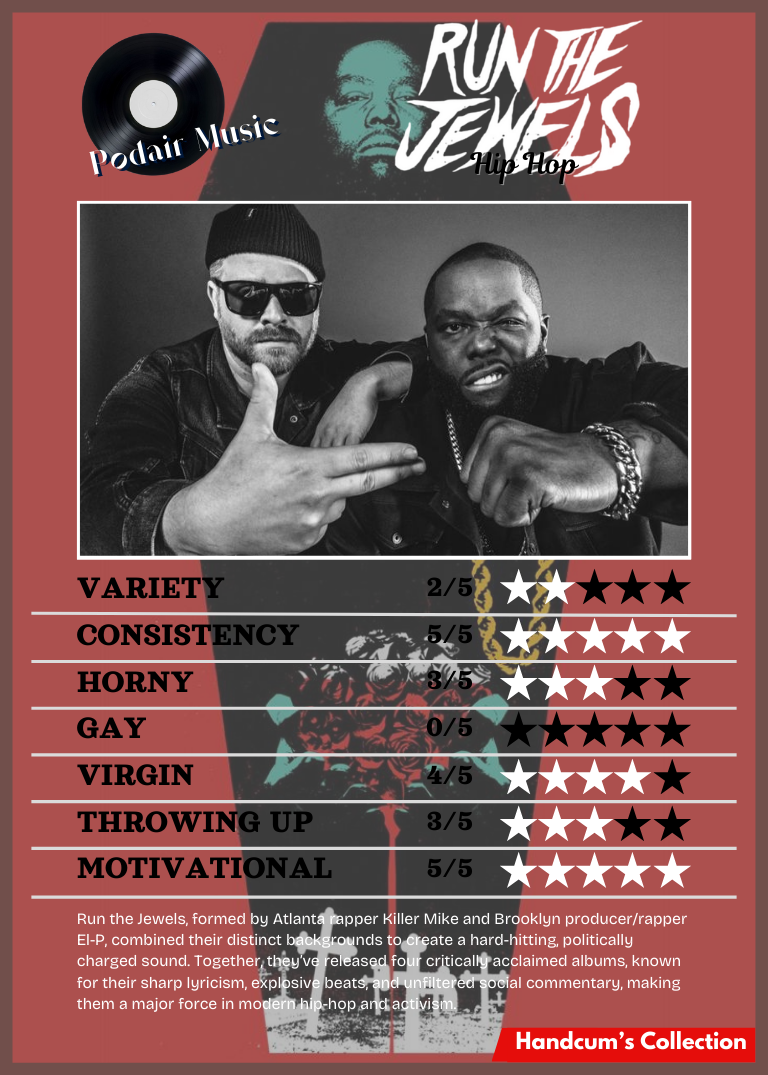 RUN THE
JEWELS
Podair Music
Hip Hop
VARIETY 2/5
CONSISTENCY 5/5
HORNY 3/5
GAY 0/5
VIRGIN 4/5
THROWING UP 3/5
MOTIVATIONAL 5/5
Run the Jewels, formed by Atlanta rapper Killer Mike and Brooklyn producer/rapper
El-P, combined their distinct backgrounds to create a hard-hitting, politically
charged sound. Together, they've released four critically acclaimed albums, known
for their sharp lyricism, explosive beats, and unfiltered social commentary, making
them a major force in modern hip-hop and activism.
Handcum's Collection